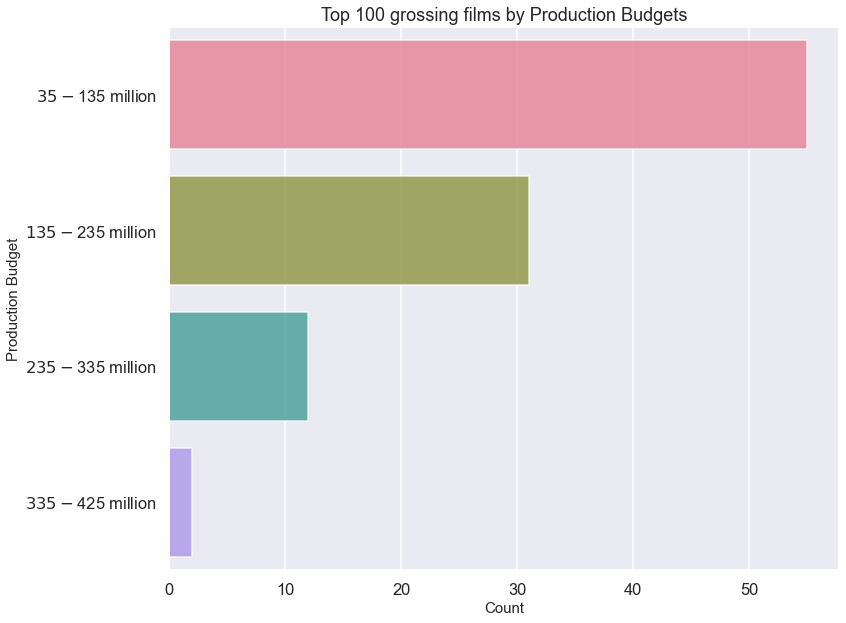 Top 100 grossing films by Production Budgets
35 − 135 million
135 − 235 million
235 − 335 million
335 − 425 million
Production Budget
0 10 20 30 40 50
Count